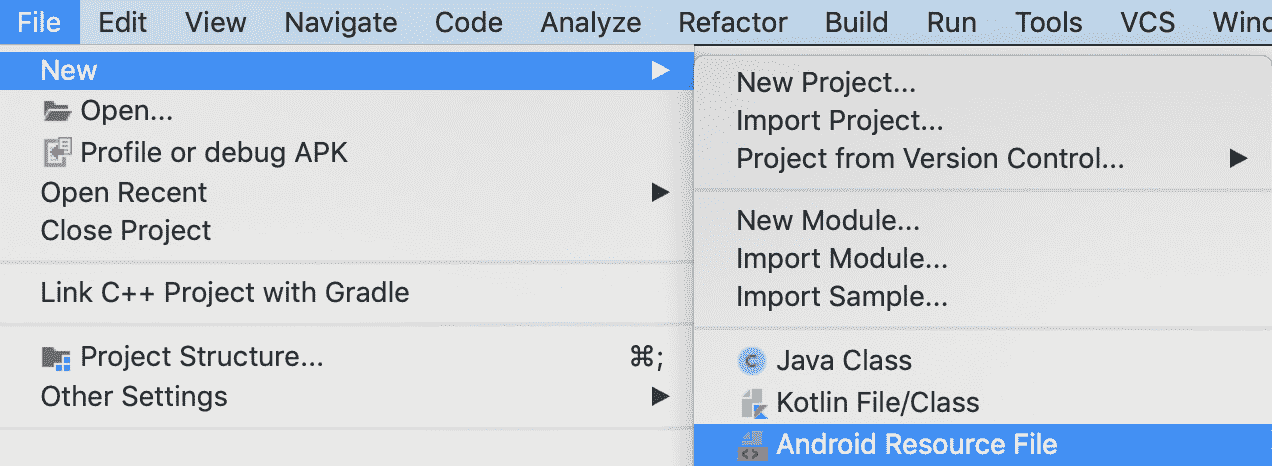 File Edit View Navigate Code Analyze Refactor Build Run Tools VCS Wind
New
Open...
Profile or debug APK
Open Recent
Close Project
Link C++ Project with Gradle
Project Structure... ⌘;
Other Settings
New Project...
Import Project...
Project from Version Control...
New Module...
Import Module...
Import Sample...
Java Class
Kotlin File/Class
Android Resource File